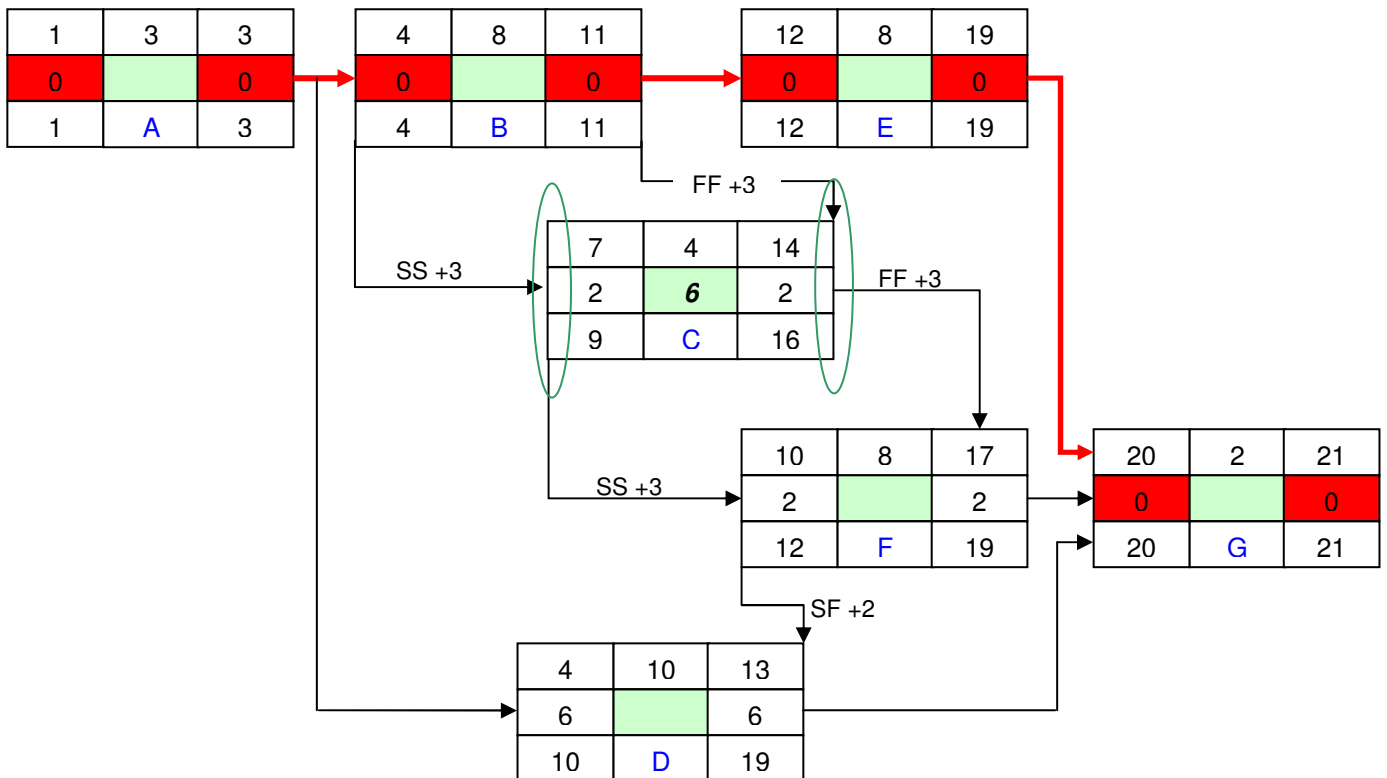 1 3 3
0 0
1 A 3
4 8 11
0 0
4 B 11
12 8 19
0 0
12 E 19
FF +3
SS +3
7 4 14
2 6 2
9 C 16
FF +3
SS +3
10 8 17
2 2
12 F 19
20 2 21
0 0
20 G 21
SF +2
4 10 13
6 6
10 D 19